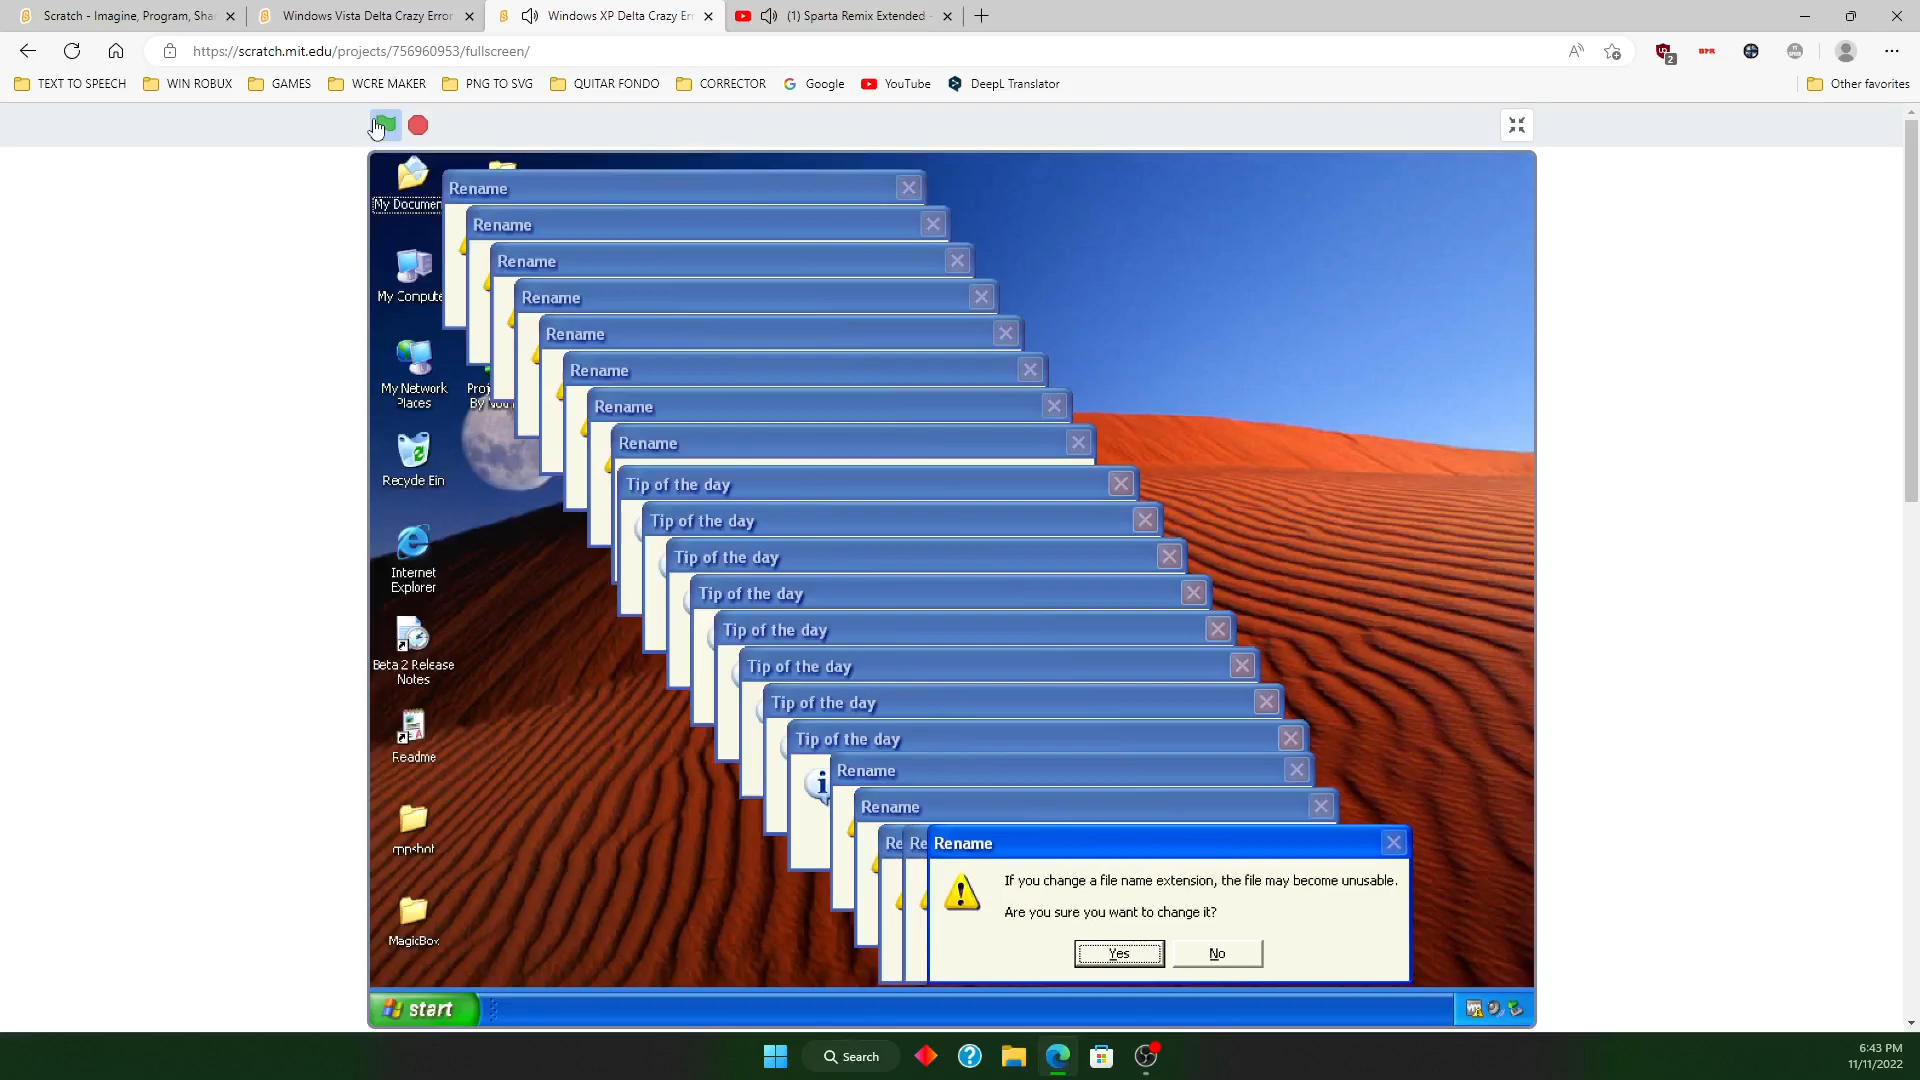 Scratch - Imagine, Program, Sha
Windows Vista Delta Crazy Error
Windows XP Delta Crazy Er
(1) Sparta Remix Extended -
https://scratch.mit.edu/projects/756960953/fullscreen/
2
TEXT TO SPEECH
WIN ROBUX
GAMES
WCRE MAKER
PNG TO SVG
QUITAR FONDO
CORRECTOR
Google
YouTube
DeepL Translator
Other favorites
My Documen
My Compute
My Network
Places
Recycle Bin
Internet
Explorer
Beta 2 Release
Notes
Readme
MagicBox
Rename
Rename
Rename
Rename
Rename
Rename
Rename
Rename
Tip of the day
Tip of the day
Tip of the day
Tip of the day
Tip of the day
Tip of the day
Tip of the day
Tip of the day
Rename
Rename
Re
Re
Rename
If you change a file name extension, the file may become unusable.
Are you sure you want to change it?
Yes
No
start
Search
6:43 PM
11/11/2022